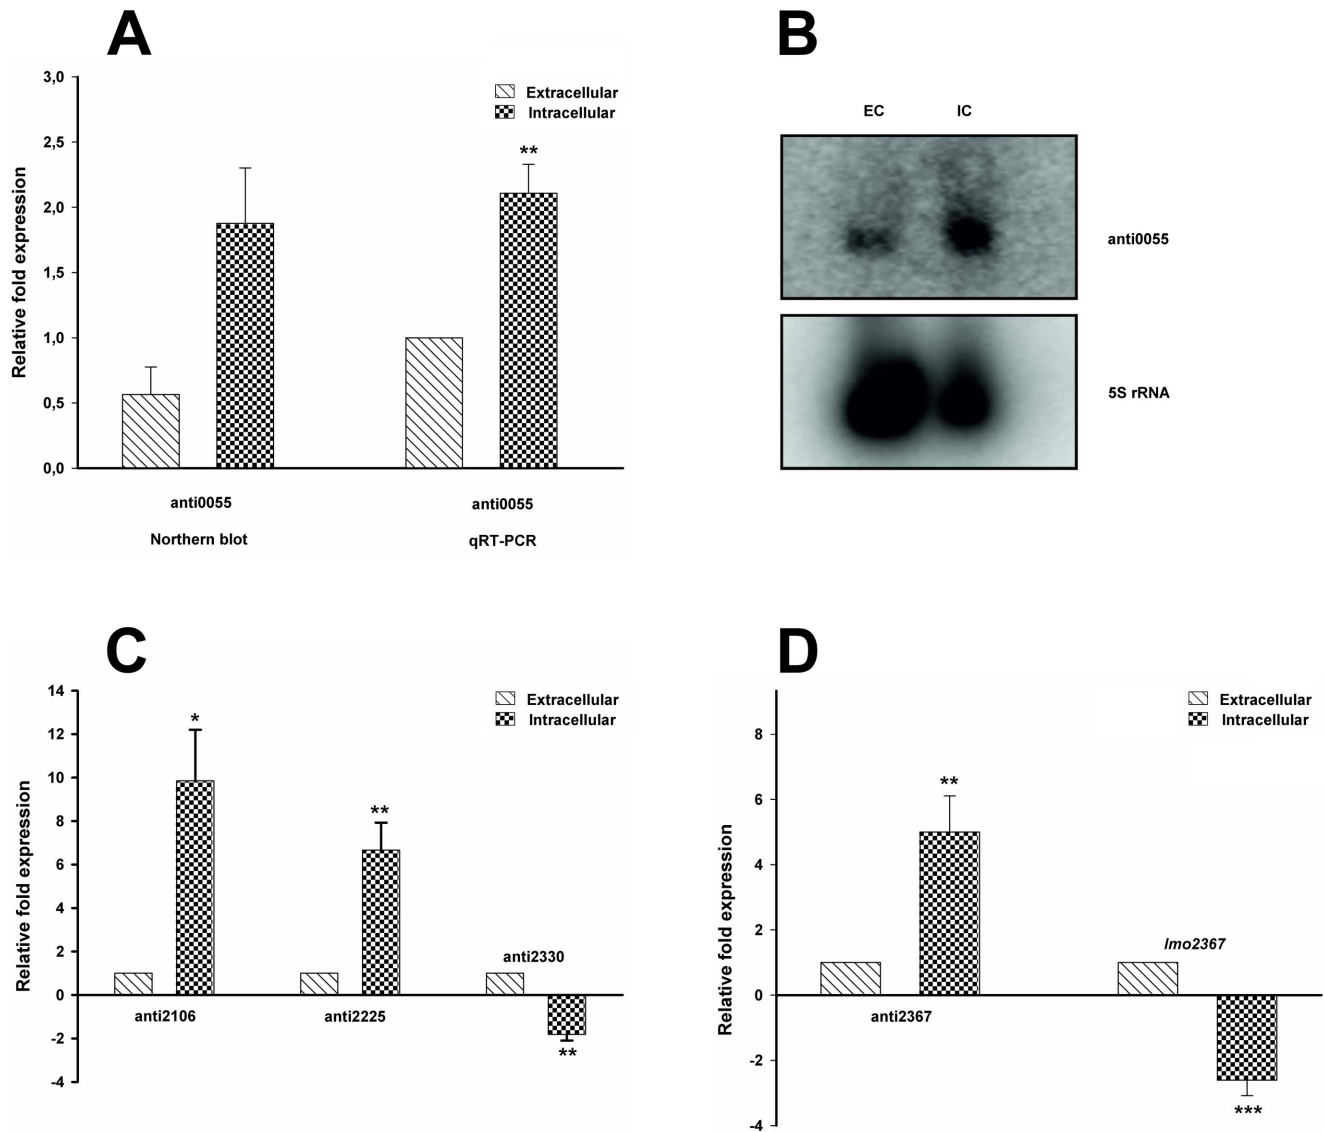 A
3,0
2,5
2,0
1,5
1,0
0,5
0,0
Relative fold expression
Extracellular
Intracellular
**
anti0055
anti0055
Northern blot
qRT-PCR
B
EC
IC
anti0055
5S rRNA
C
14
12
10
8
6
4
2
0
-2
-4
Relative fold expression
Extracellular
Intracellular
*
**
anti2330
anti2106
anti2225
**
D
8
6
4
2
0
-2
-4
Relative fold expression
Extracellular
Intracellular
**
lmo2367
anti2367
***